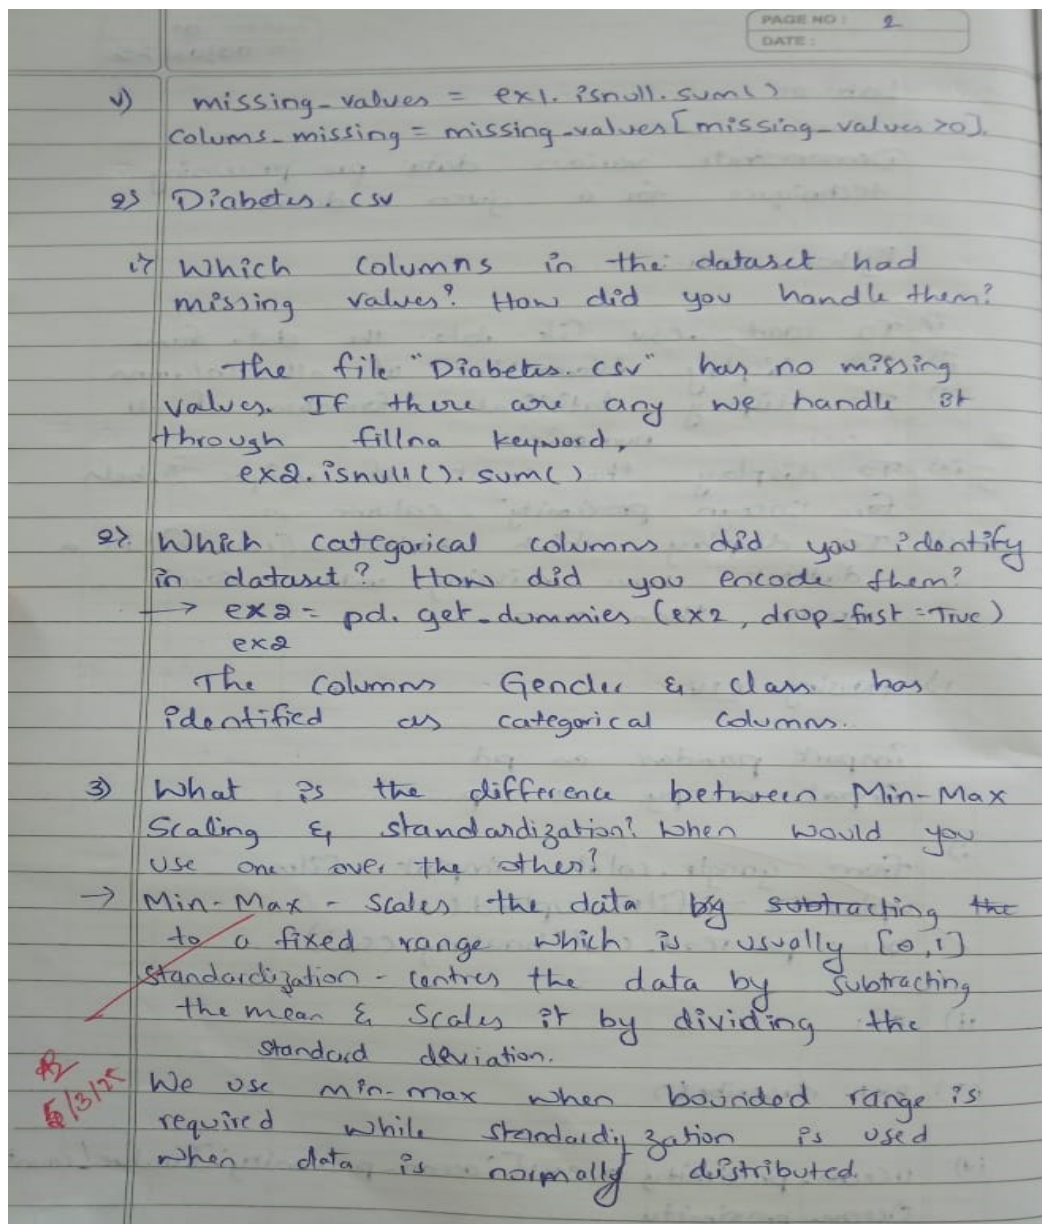 PAGE NO: 2
DATE:
v) missing_values = ex1.isnull.sum()
colums_missing = missing_values[missing_values>0].
2) Diabetes.csv
i) Which columns in the dataset had
missing values? How did you handle them?
The file "Diabetes.csv" has no missing
values. If there are any we handle it
through fillna keyword,
ex2.isnull().sum()
2) Which categorical columns did you identify
in dataset? How did you encode them?
→ ex2 = pd.get_dummies (ex2, drop_first = True)
ex2
The columns Gender & class has
identified as categorical columns.
3) What is the difference between Min-Max
Scaling & standardization? When would you
use one over the other?
→ Min-Max - scales the data by subtracting the
to a fixed range which is usually [0,1]
Standardization - centres the data by subtracting
the mean & scales it by dividing the
standard deviation.
We use min-max when bounded range is
required while standardization is used
when data is normally distributed.
5/3/25